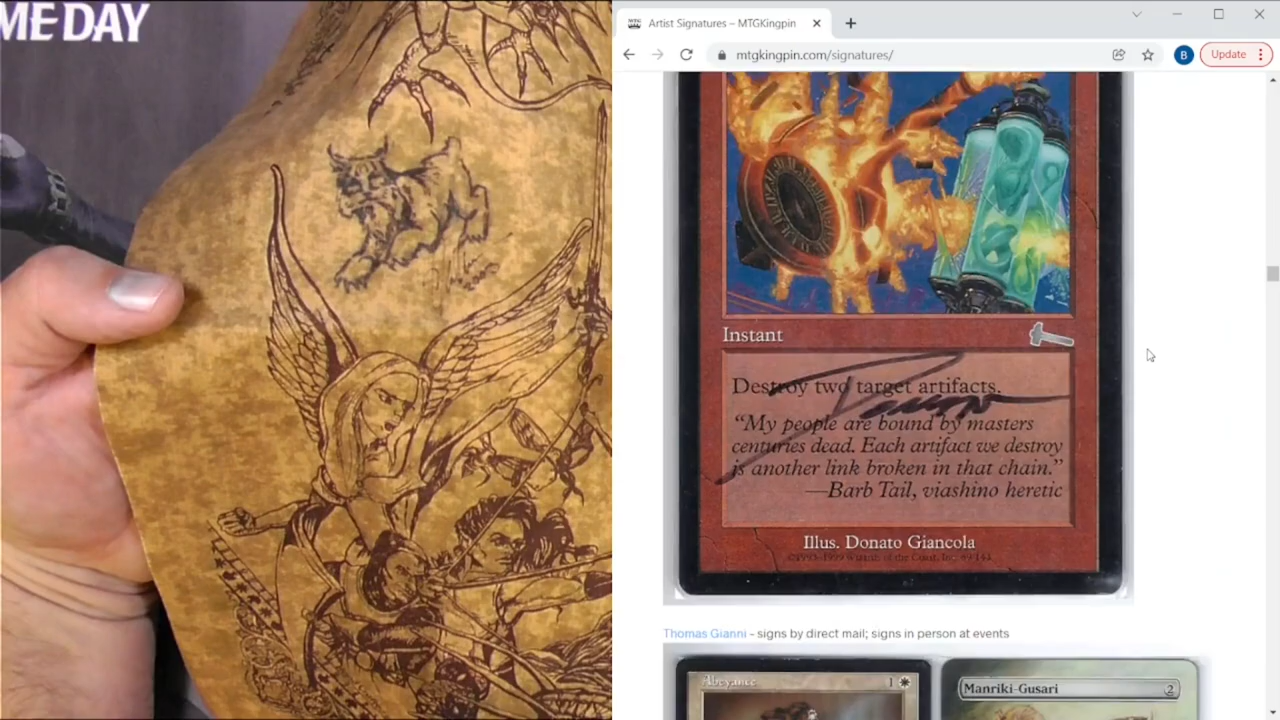 ME DAY
Artist Signatures – MTGKingpin
mtgkingpin.com/signatures/
B
Update
Instant
Destroy two target artifacts.
“My people are bound by masters
centuries dead. Each artifact we destroy
is another link broken in that chain.”
—Barb Tail, viashino heretic
Illus. Donato Giancola
Thomas Gianni - signs by direct mail; signs in person at events
Abeyance 1
Manriki-Gusari 2